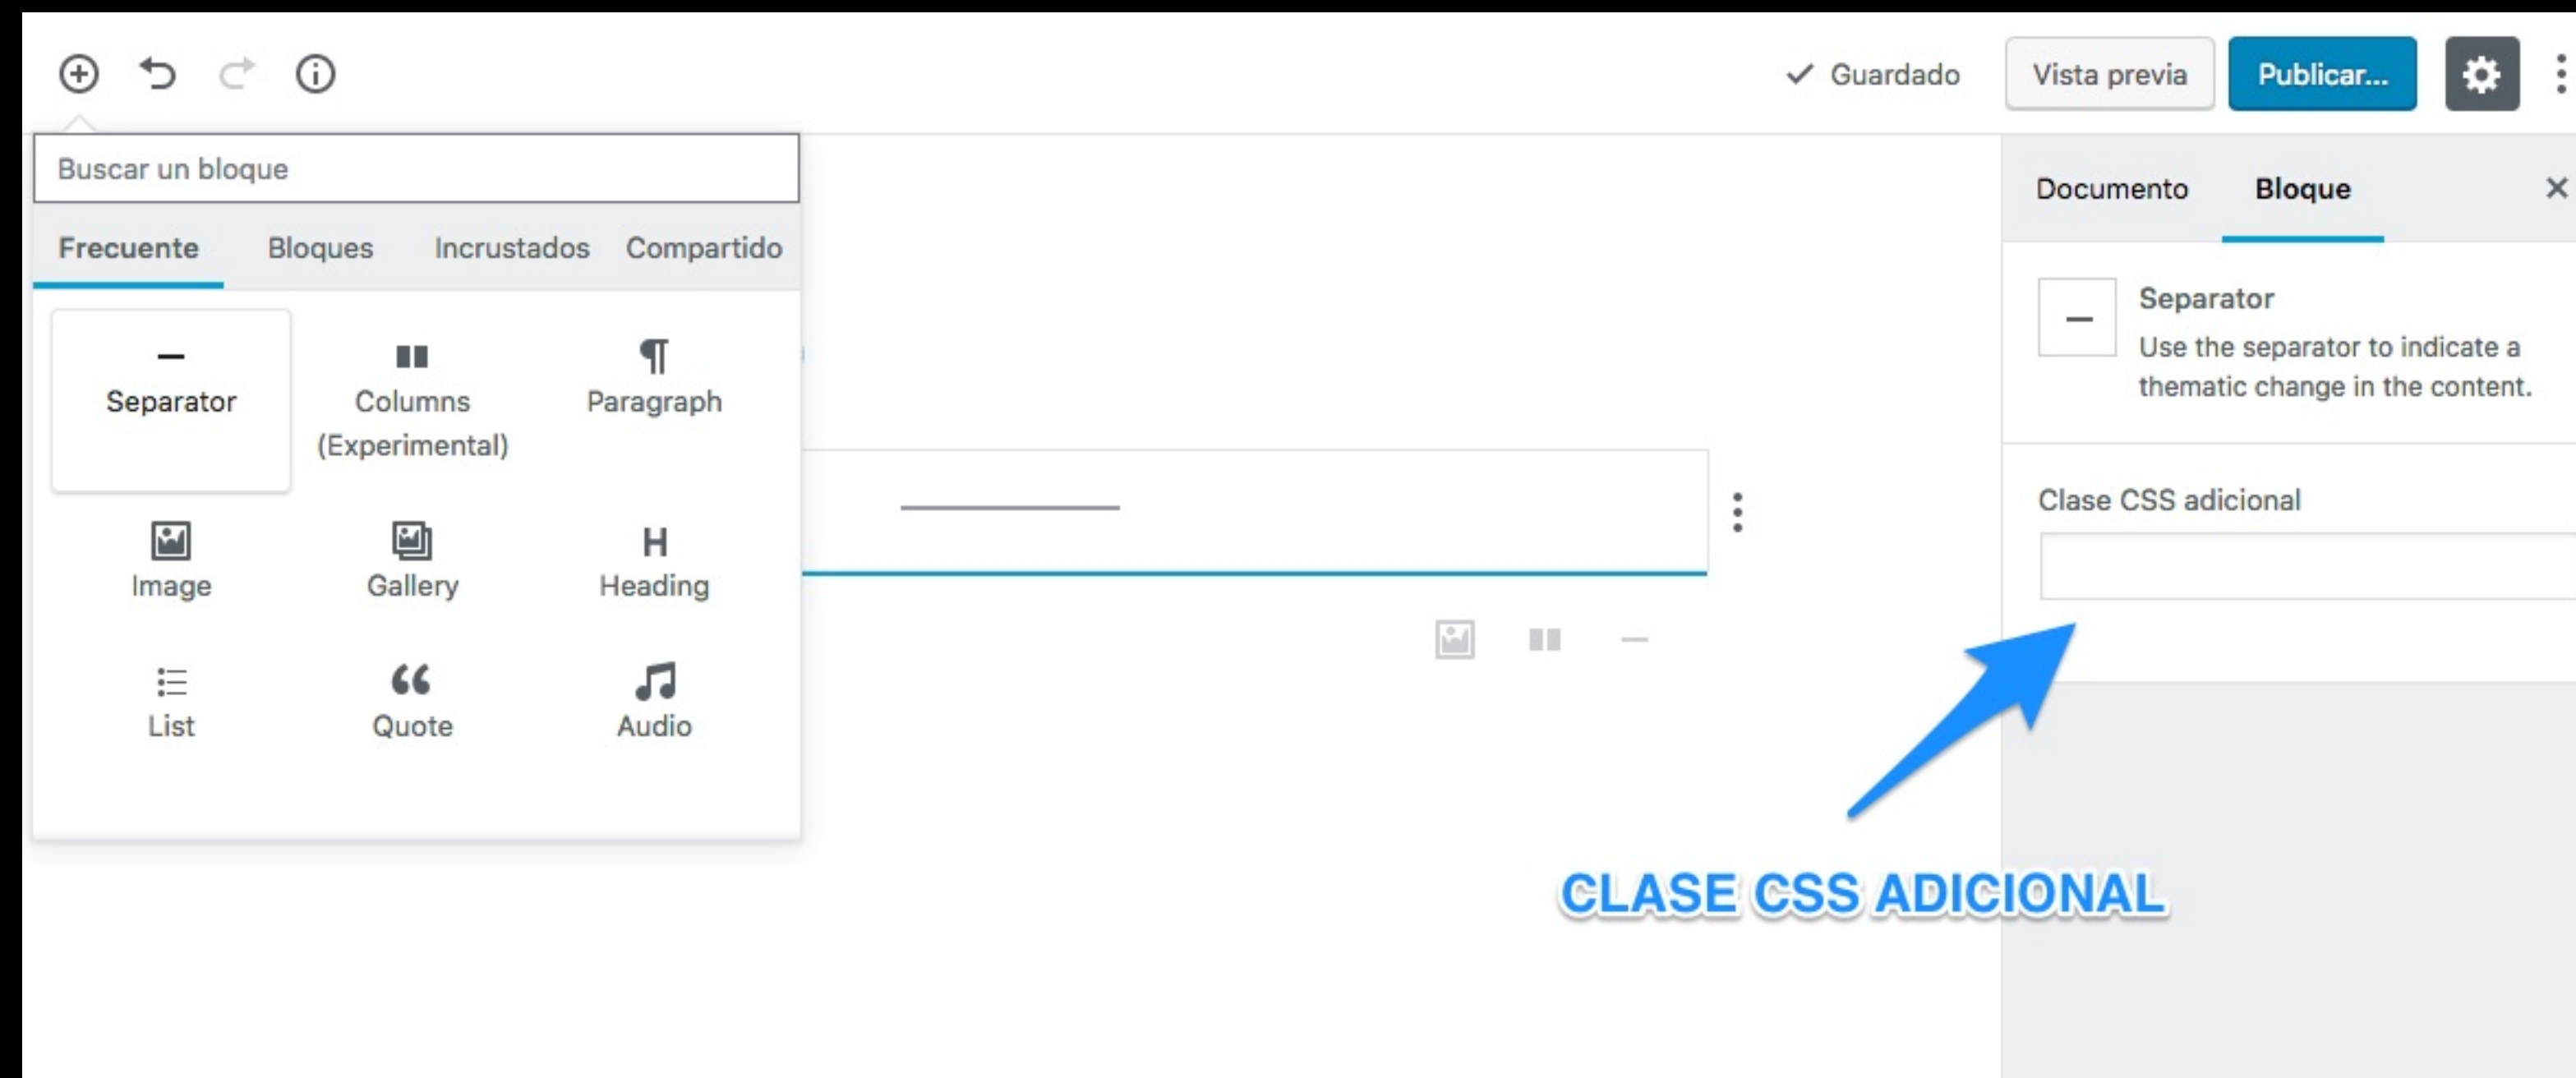 Guardado
Vista previa
Publicar...
Buscar un bloque
Frecuente Bloques Incrustados Compartido
Separator
Columns
(Experimental)
Paragraph
Image
Gallery
Heading
List
Quote
Audio
Documento Bloque
Separator
Use the separator to indicate a
thematic change in the content.
Clase CSS adicional
CLASE CSS ADICIONAL